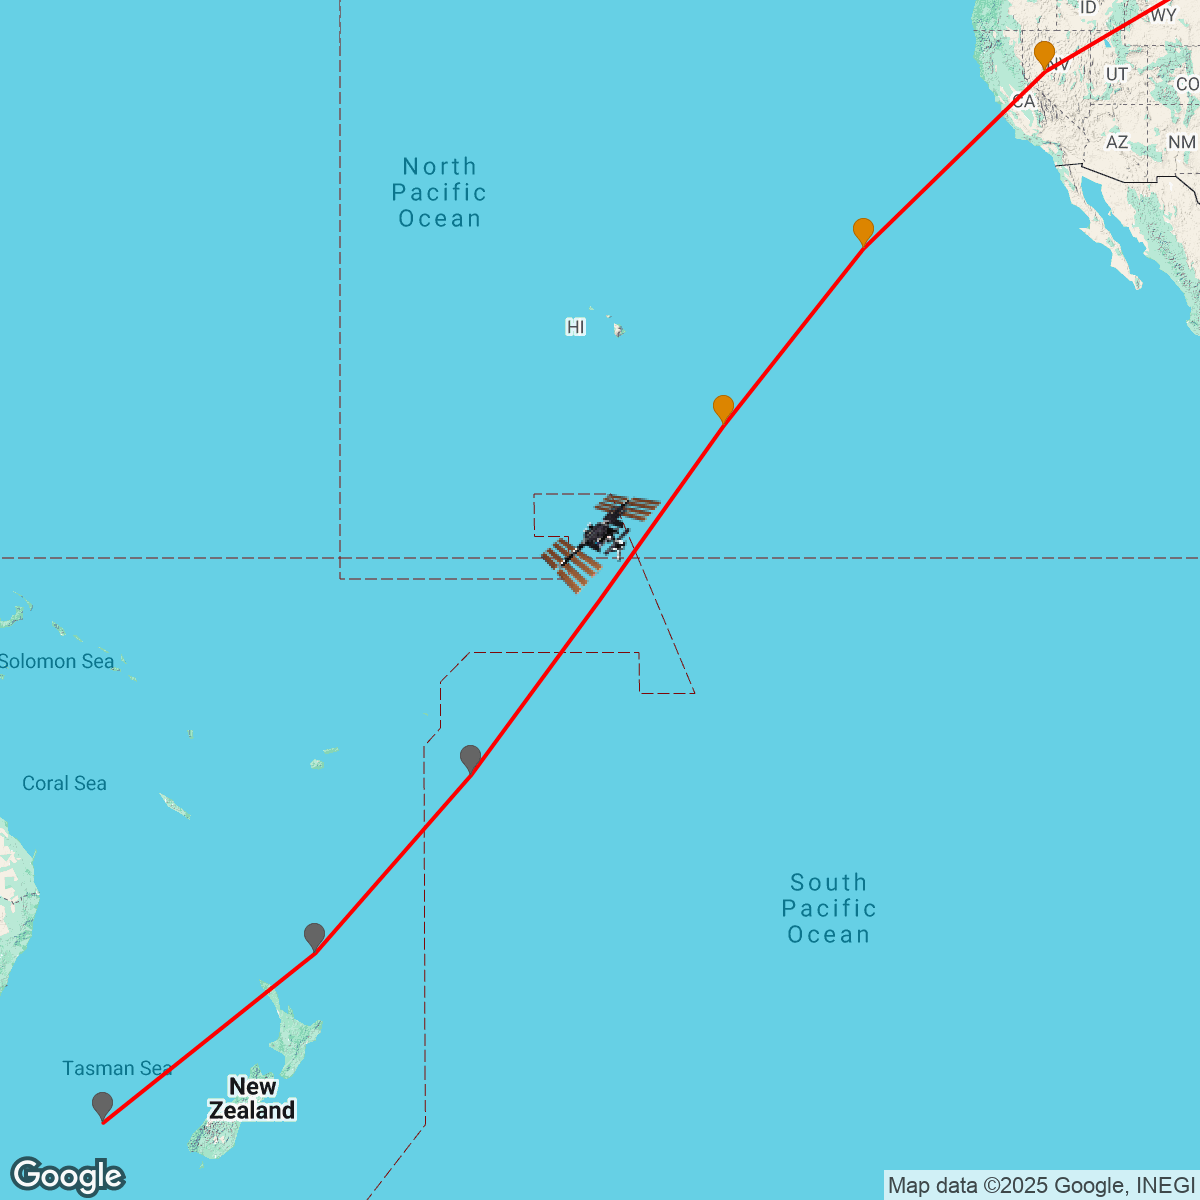 ID
WY
NV
UT
CO
CA
AZ
NM
North
Pacific
Ocean
HI
Solomon Sea
Coral Sea
South
Pacific
Ocean
Tasman Sea
New
Zealand
Google
Map data ©2025 Google, INEGI